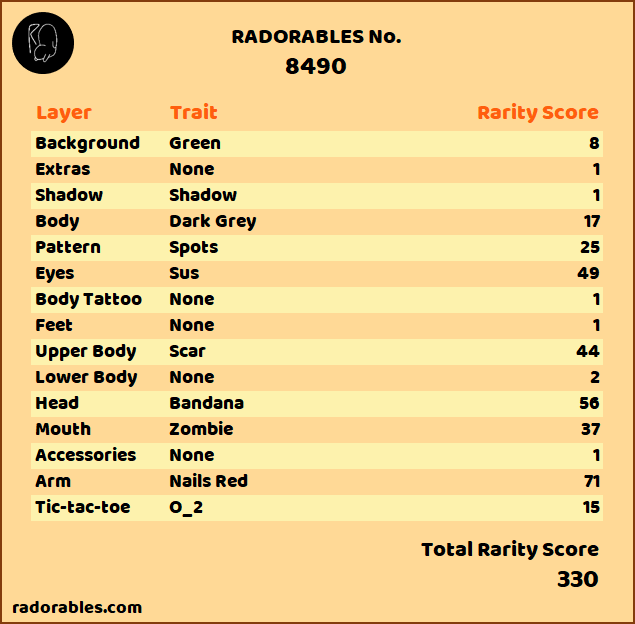 RADORABLES No.
8490
Layer Trait Rarity Score
Background Green 8
Extras None 1
Shadow Shadow 1
Body Dark Grey 17
Pattern Spots 25
Eyes Sus 49
Body Tattoo None 1
Feet None 1
Upper Body Scar 44
Lower Body None 2
Head Bandana 56
Mouth Zombie 37
Accessories None 1
Arm Nails Red 71
Tic-tac-toe O_2 15
Total Rarity Score
330
radorables.com